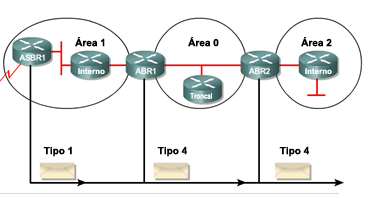 Área 1
Área 0
Área 2
ASBR1
Interno
ABR1
ABR2
Interno
Troncal
Tipo 1
Tipo 4
Tipo 4